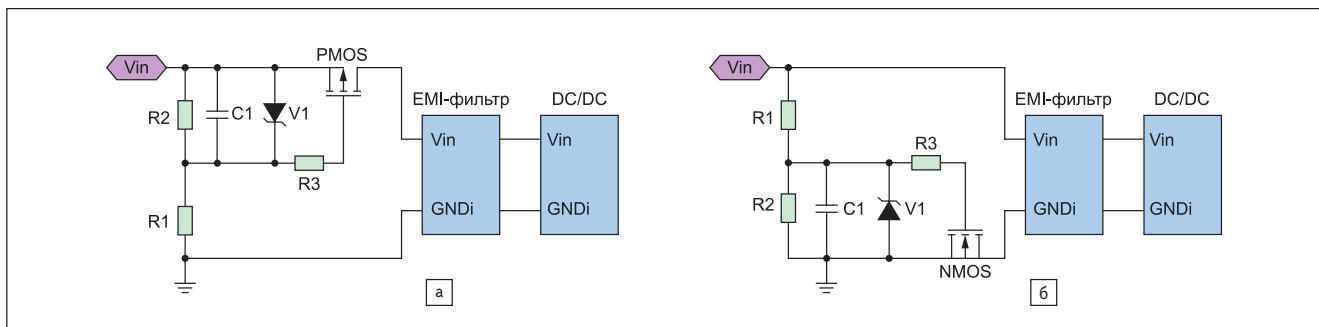 Vin
PMOS
EMI-фильтр
DC/DC
R2
C1
V1
Vin
Vin
R3
R1
GNDi
GNDi
а
Vin
EMI-фильтр
DC/DC
R1
Vin
Vin
R3
R2
C1
V1
GNDi
GNDi
NMOS
б